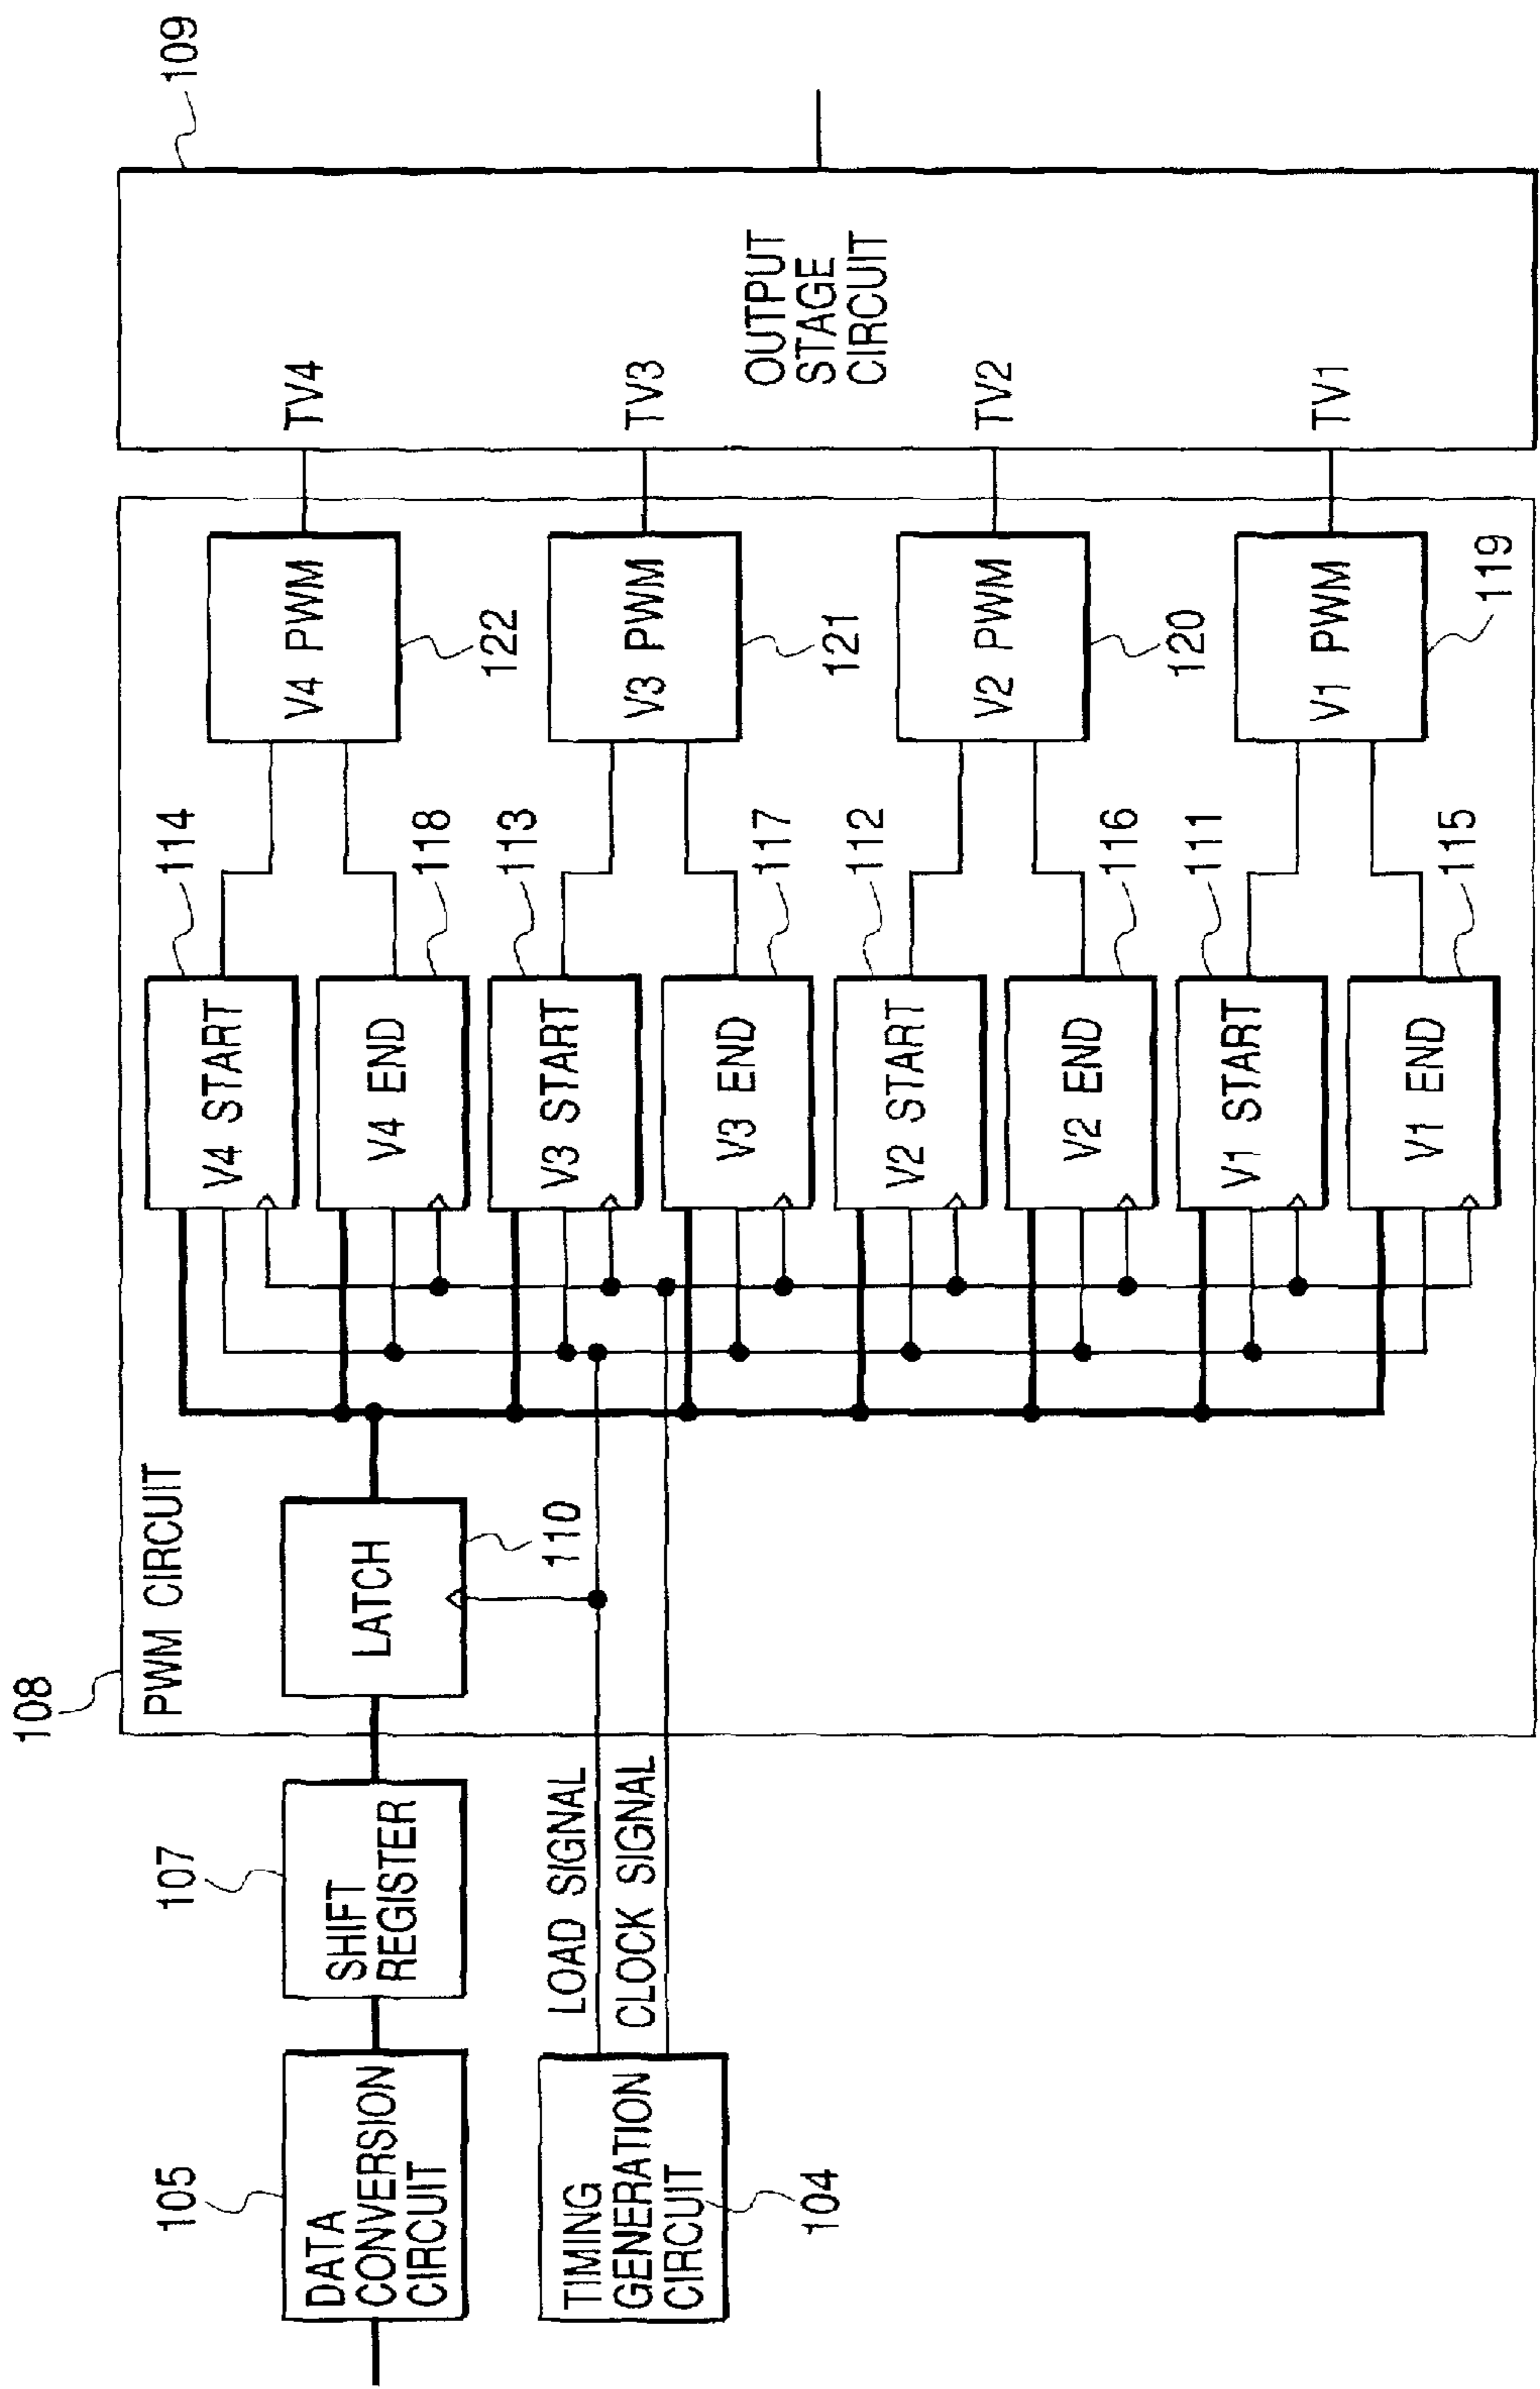 108
PWM CIRCUIT
109
105
DATA
CONVERSION
CIRCUIT
107
SHIFT
REGISTER
LATCH
110
TIMING
GENERATION
CIRCUIT
104
LOAD SIGNAL
CLOCK SIGNAL
V4 START
114
V4 END
118
V3 START
113
V3 END
117
V2 START
112
V2 END
116
V1 START
111
V1 END
115
V4 PWM
122
V3 PWM
121
V2 PWM
120
V1 PWM
119
TV4
TV3
TV2
TV1
OUTPUT
STAGE
CIRCUIT